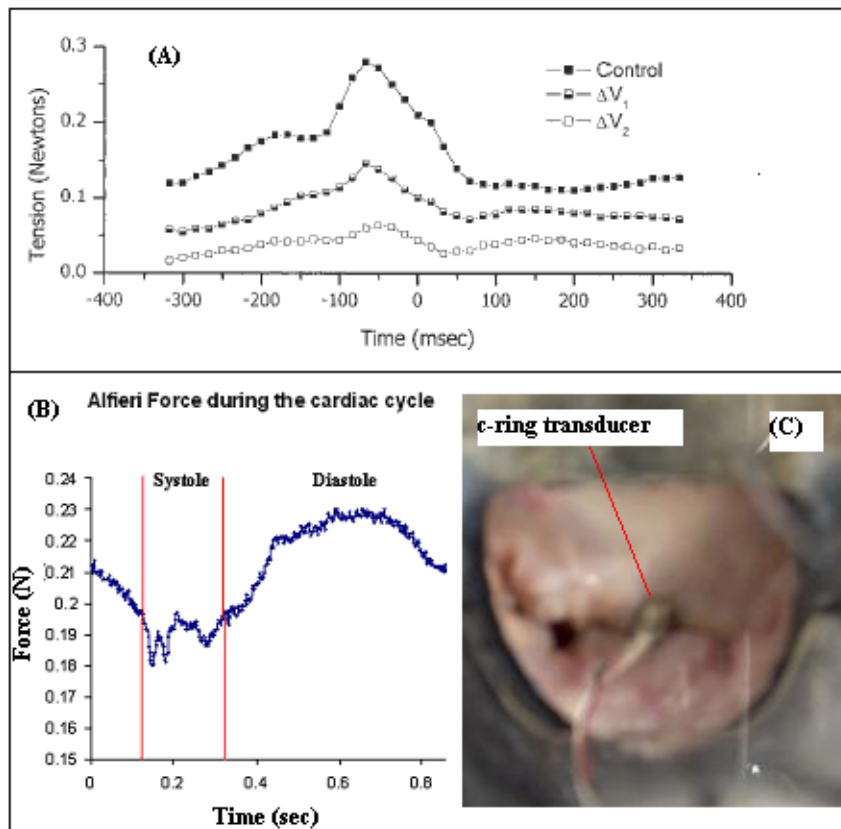 (A)
0.3
0.2
0.1
0.0
Tension (Newtons)
Control
ΔV₁
ΔV₂
-400 -300 -200 -100 0 100 200 300 400
Time (msec)
(B) Alfieri Force during the cardiac cycle
Systole Diastole
0.24
0.23
0.22
0.21
0.2
0.19
0.18
0.17
0.16
0.15
Force (N)
0 0.2 0.4 0.6 0.8
Time (sec)
c-ring transducer (C)